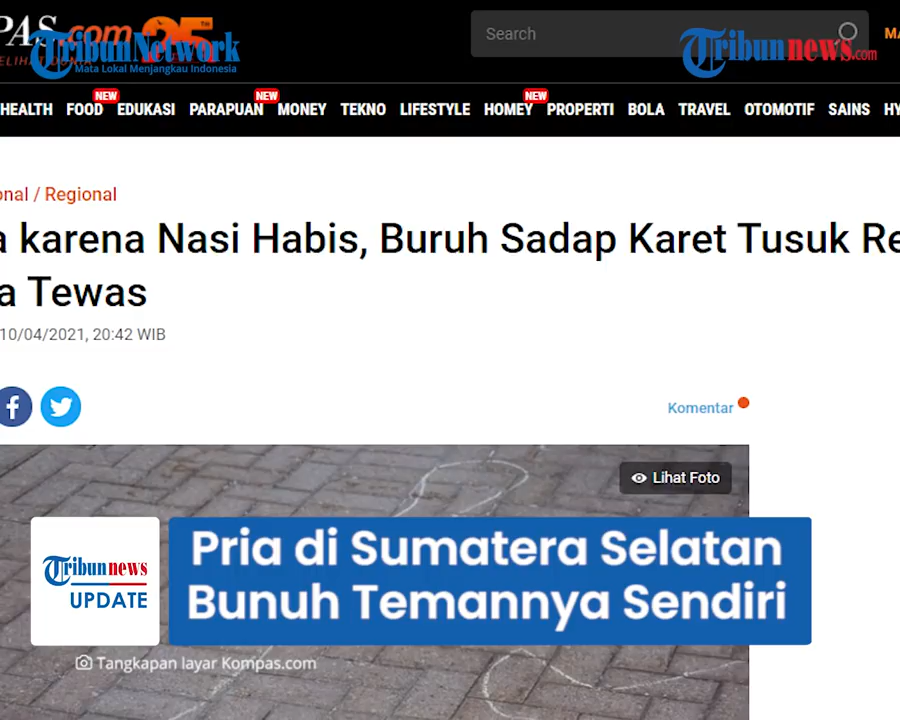 PAS.com 25TH
TribunNetwork
Mata Lokal Menjangkau Indonesia
Search
Tribunnews.com
MA
HEALTH FOOD NEW EDUKASI PARAPUAN NEW MONEY TEKNO LIFESTYLE HOMEY NEW PROPERTI BOLA TRAVEL OTOMOTIF SAINS HY
onal / Regional
a karena Nasi Habis, Buruh Sadap Karet Tusuk Re
a Tewas
10/04/2021, 20:42 WIB
Komentar
Lihat Foto
Tribunnews
UPDATE
Pria di Sumatera Selatan
Bunuh Temannya Sendiri
Tangkapan layar Kompas.com